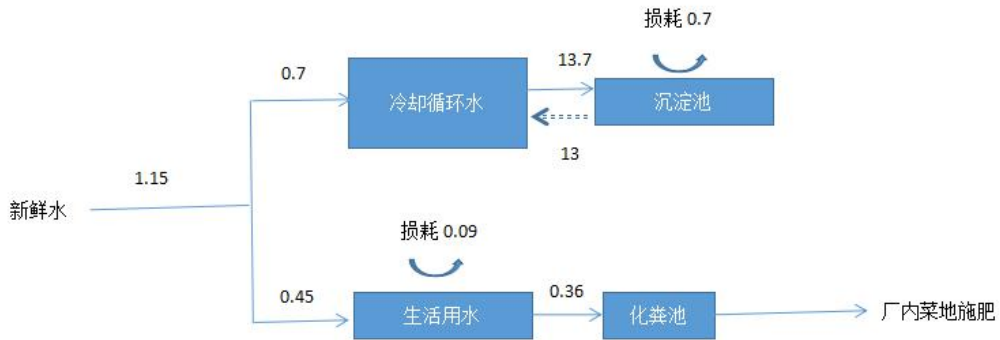 损耗 0.7
0.7
13.7
冷却循环水
沉淀池
13
1.15
新鲜水
损耗 0.09
0.45
0.36
生活用水
化粪池
厂内菜地施肥